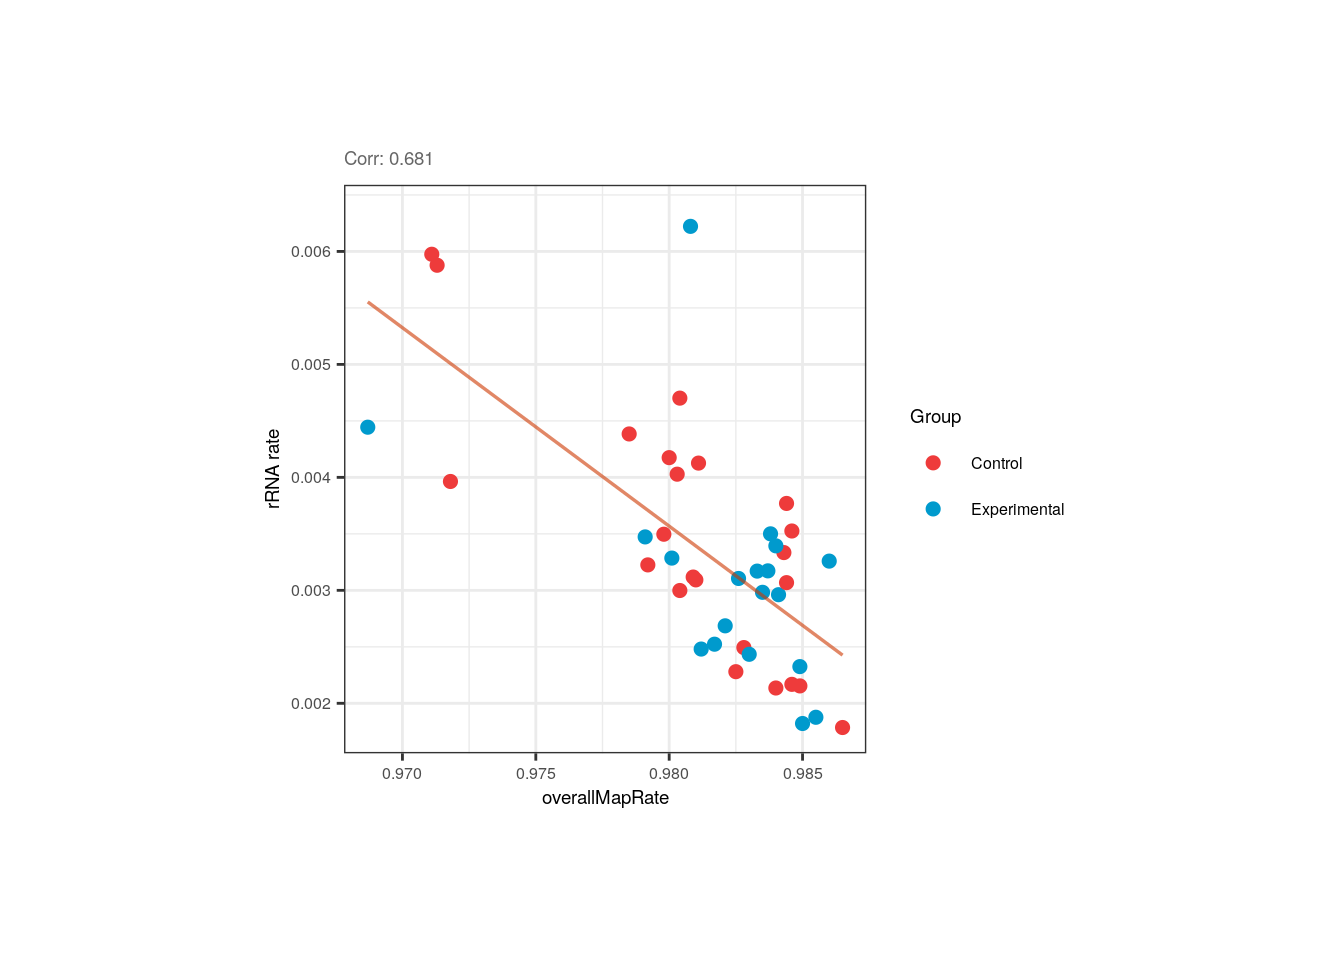 Corr: 0.681
0.006
0.005
0.004
0.003
0.002
rRNA rate
0.970 0.975 0.980 0.985
overallMapRate
Group
Control
Experimental